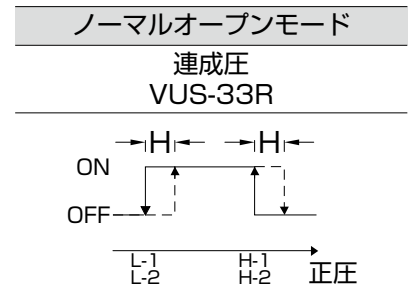 ノーマルオープンモード
連成圧
VUS-33R
H H
ON
OFF
L-1 H-1
L-2 H-2 正圧